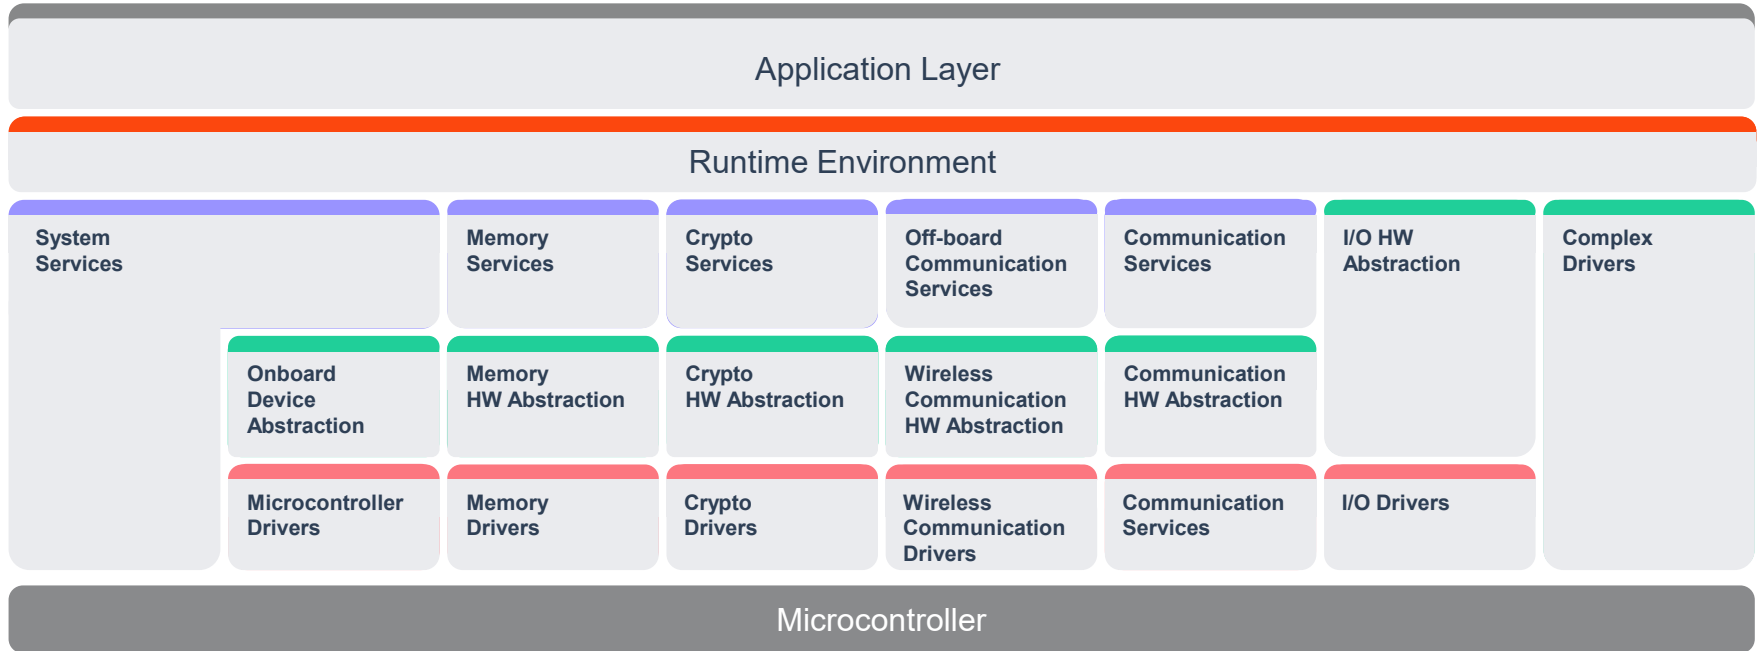 Application Layer
Runtime Environment
System
Services
Memory
Services
Crypto
Services
Off-board
Communication
Services
Communication
Services
I/O HW
Abstraction
Complex
Drivers
Onboard
Device
Abstraction
Memory
HW Abstraction
Crypto
HW Abstraction
Wireless
Communication
HW Abstraction
Communication
HW Abstraction
Microcontroller
Drivers
Memory
Drivers
Crypto
Drivers
Wireless
Communication
Drivers
Communication
Services
I/O Drivers
Microcontroller